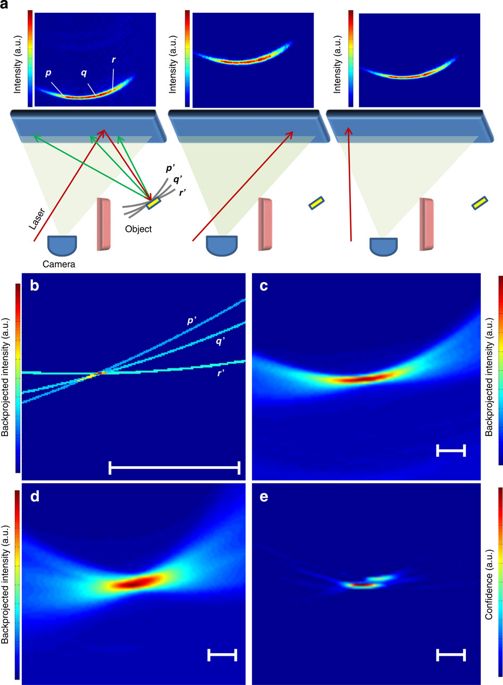 a
Intensity (a.u.)
p
q
r
Intensity (a.u.)
Intensity (a.u.)
p'
q'
r'
Laser
Object
Camera
b
Backprojected intensity (a.u.)
p'
q'
r'
c
Backprojected intensity (a.u.)
d
Backprojected intensity (a.u.)
e
Confidence (a.u.)